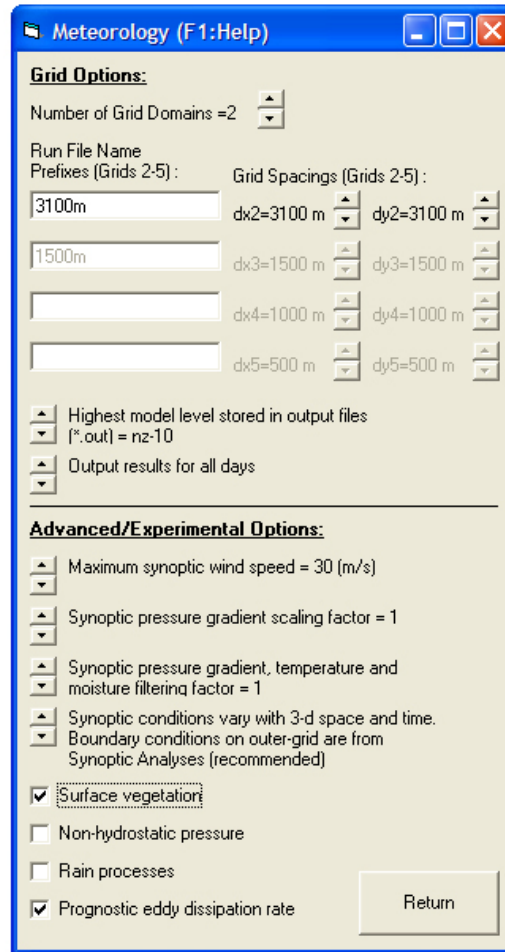 Meteorology (F1:Help)
Grid Options:
Number of Grid Domains =2
Run File Name
Prefixes (Grids 2-5) :
Grid Spacings (Grids 2-5) :
3100m
dx2=3100 m
dy2=3100 m
1500m
dx3=1500 m
dy3=1500 m
dx4=1000 m
dy4=1000 m
dx5=500 m
dy5=500 m
Highest model level stored in output files
(*.out) = nz-10
Output results for all days
Advanced/Experimental Options:
Maximum synoptic wind speed = 30 (m/s)
Synoptic pressure gradient scaling factor = 1
Synoptic pressure gradient, temperature and
moisture filtering factor = 1
Synoptic conditions vary with 3-d space and time.
Boundary conditions on outer-grid are from
Synoptic Analyses (recommended)
Surface vegetation
Non-hydrostatic pressure
Rain processes
Prognostic eddy dissipation rate
Return